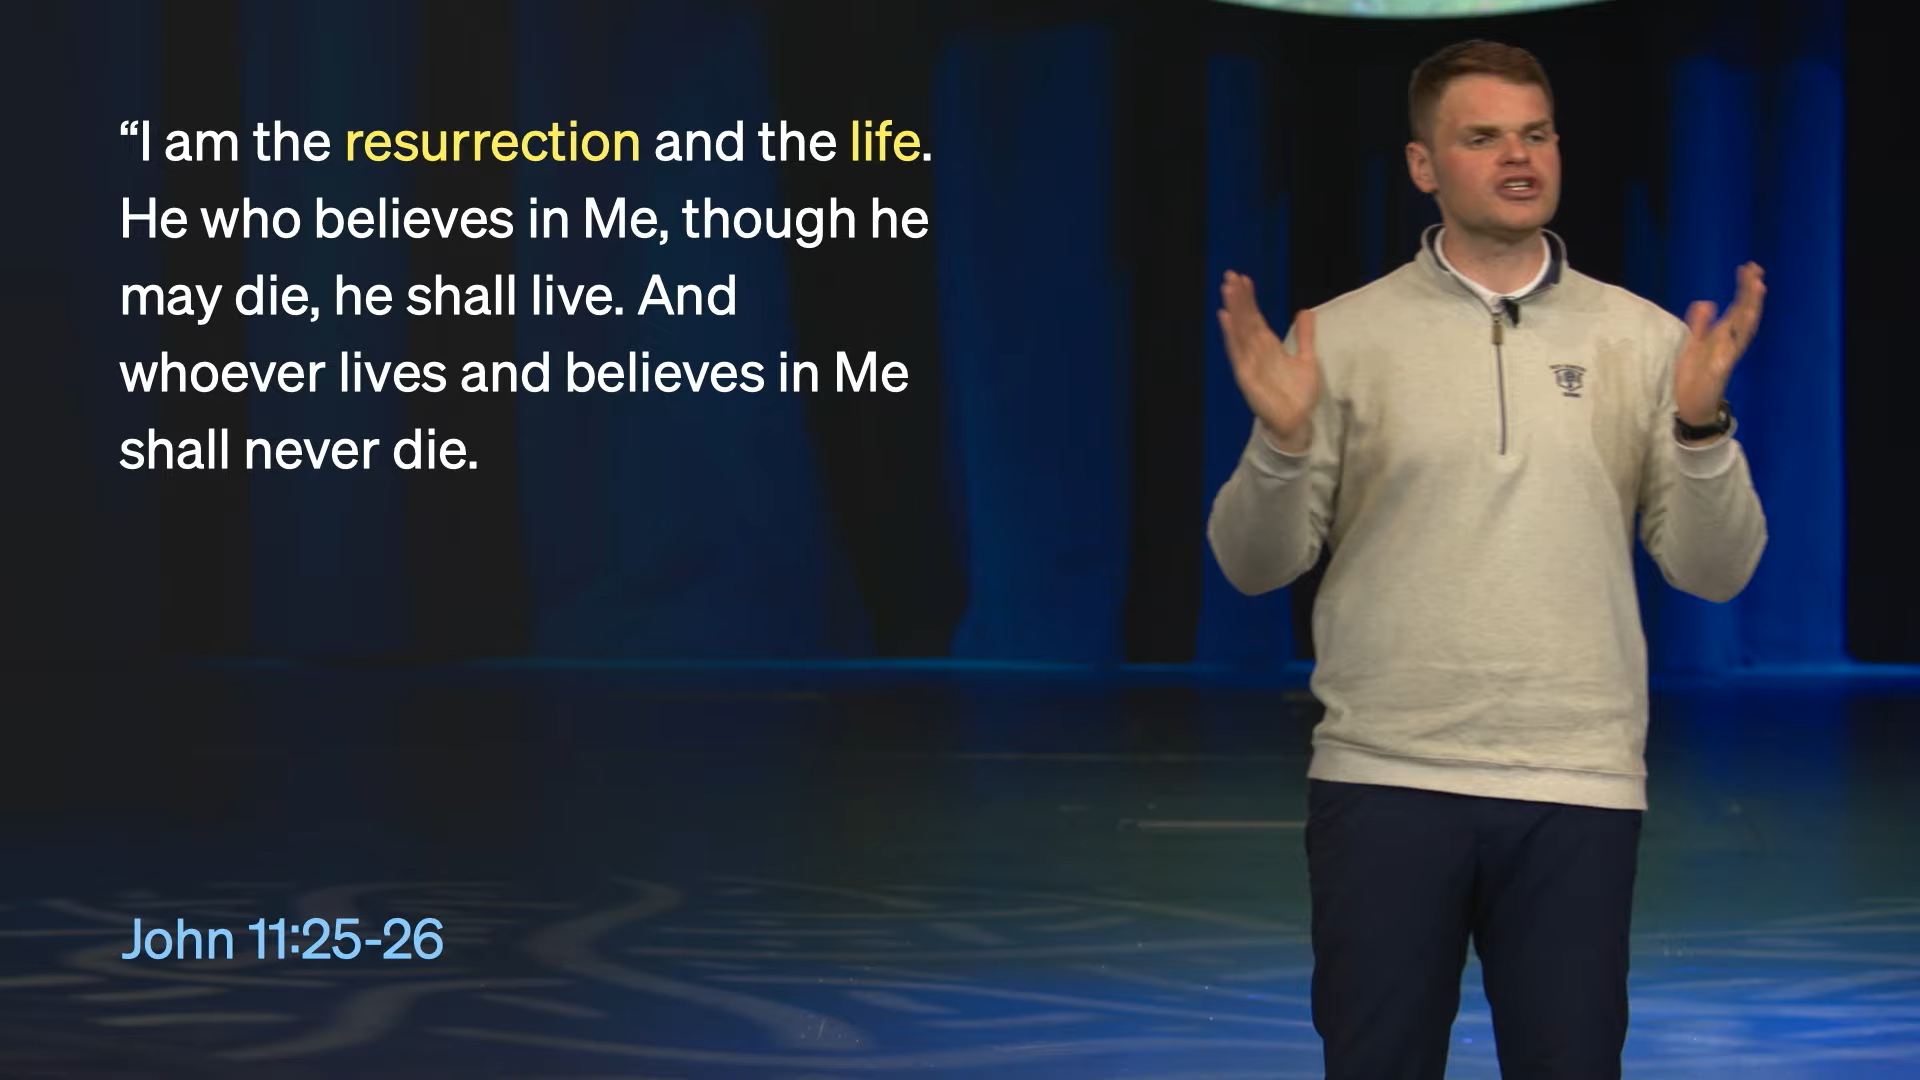 “I am the resurrection and the life.
He who believes in Me, though he
may die, he shall live. And
whoever lives and believes in Me
shall never die.
John 11:25-26